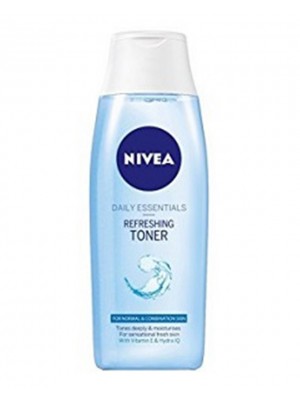 NIVEA
DAILY ESSENTIALS
REFRESHING
TONER
FOR NORMAL & COMBINATION SKIN
Tones deeply & moisturises
For sensational fresh skin
With Vitamin E & Hydra IQ